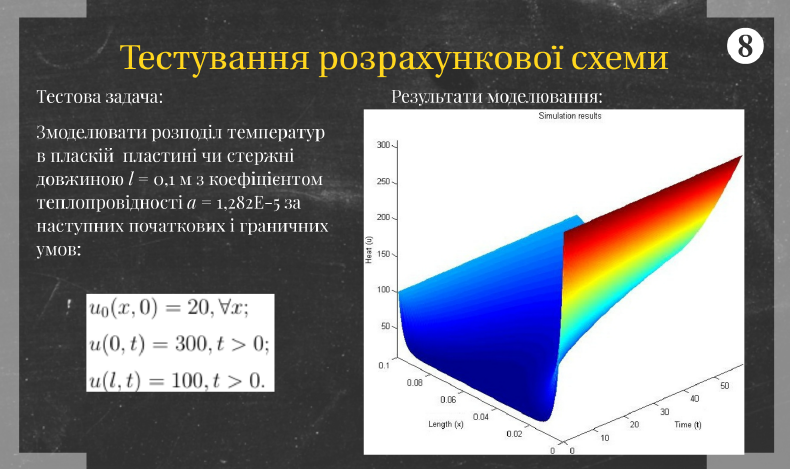 Тестування розрахункової схеми
8
Тестова задача:
Змоделювати розподіл температур
в пласкій пластині чи стержні
довжиною l = 0,1 м з коефіцієнтом
теплопровідності a = 1,282E-5 за
наступних початкових і граничних
умов:
u₀(x, 0) = 20, ∀x;
u(0, t) = 300, t > 0;
u(l, t) = 100, t > 0.
Результати моделювання:
Simulation results
300
250
200
150
100
50
Heat (u)
0.1
0.08
0.06
0.04
0.02
0
Length (x)
0
10
20
30
40
50
Time (t)